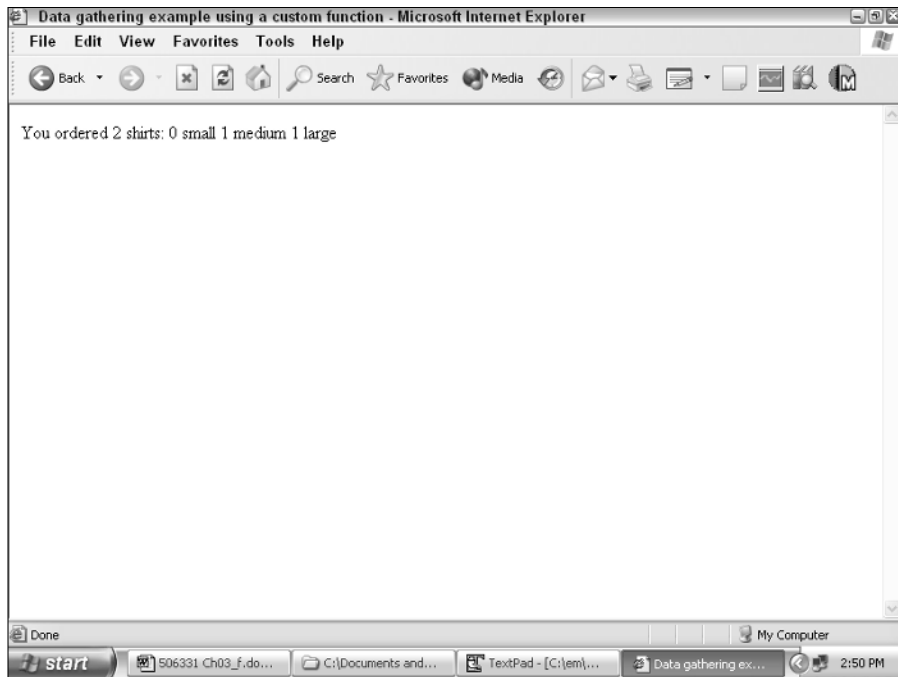 Data gathering example using a custom function - Microsoft Internet Explorer
File Edit View Favorites Tools Help
Back Search Favorites Media
You ordered 2 shirts: 0 small 1 medium 1 large
Done My Computer
start 506331 Ch03_f.do... C:\Documents and... TextPad - [C:\em\... Data gathering ex... 2:50 PM